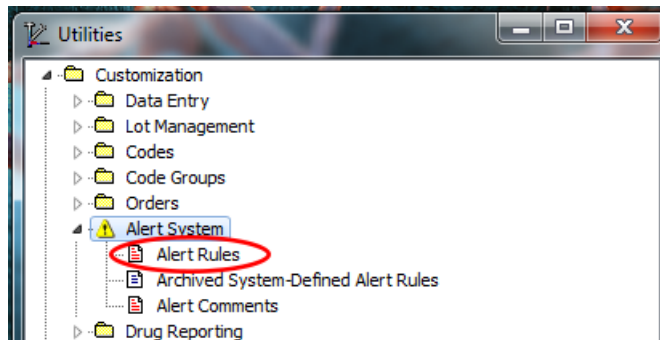 Utilities
Customization
Data Entry
Lot Management
Codes
Code Groups
Orders
Alert System
Alert Rules
Archived System-Defined Alert Rules
Alert Comments
Drug Reporting